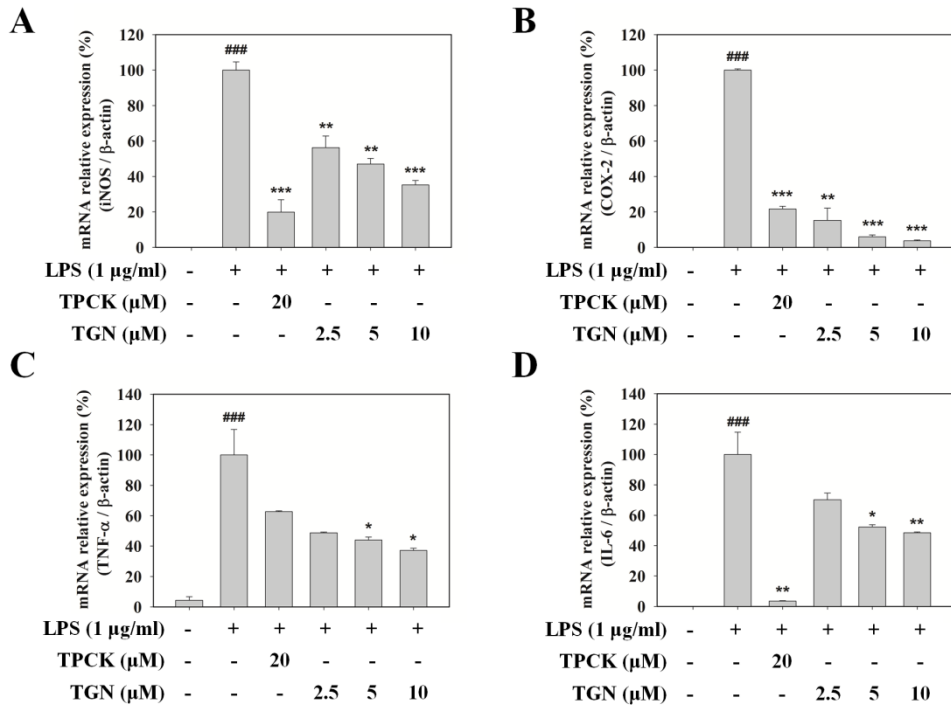 A
mRNA relative expression (%)
(iNOS / β-actin)
120
100
80
60
40
20
0
###
***
**
**
***
LPS (1 μg/ml) - + + + + +
TPCK (μM) - - 20 - - -
TGN (μM) - - - 2.5 5 10
B
mRNA relative expression (%)
(COX-2 / β-actin)
120
100
80
60
40
20
0
###
***
**
***
***
LPS (1 μg/ml) - + + + + +
TPCK (μM) - - 20 - - -
TGN (μM) - - - 2.5 5 10
C
mRNA relative expression (%)
(TNF-α / β-actin)
140
120
100
80
60
40
20
0
###
*
*
LPS (1 μg/ml) - + + + + +
TPCK (μM) - - 20 - - -
TGN (μM) - - - 2.5 5 10
D
mRNA relative expression (%)
(IL-6 / β-actin)
140
120
100
80
60
40
20
0
###
**
*
**
LPS (1 μg/ml) - + + + + +
TPCK (μM) - - 20 - - -
TGN (μM) - - - 2.5 5 10